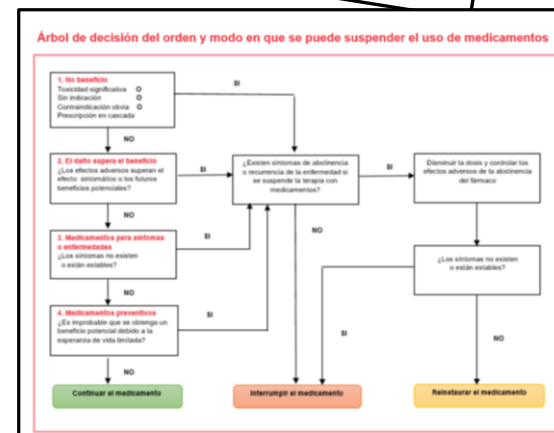 Árbol de decisión del orden y modo en que se puede suspender el uso de medicamentos
1. No beneficio
Toxicidad significativa O
Sin indicación O
Contraindicación obvia O
Prescripción en cascada
SI
NO
2. El daño supera el beneficio
¿Los efectos adversos superan el
efecto sintomático o los futuros
beneficios potenciales?
SI
¿Existen síntomas de abstinencia
o recurrencia de la enfermedad si
se suspende la terapia con
medicamentos?
SI
Disminuir la dosis y controlar los
efectos adversos de la abstinencia
del fármaco
NO
3. Medicamentos para síntomas
o enfermedades
¿Los síntomas no existen
o están estables?
SI
NO
¿Los síntomas no existen
o están estables?
NO
4. Medicamentos preventivos
¿Es improbable que se obtenga un
beneficio potencial debido a la
esperanza de vida limitada?
SI
SI
NO
NO
Continuar el medicamento
Interrumpir el medicamento
Reinstaurar el medicamento